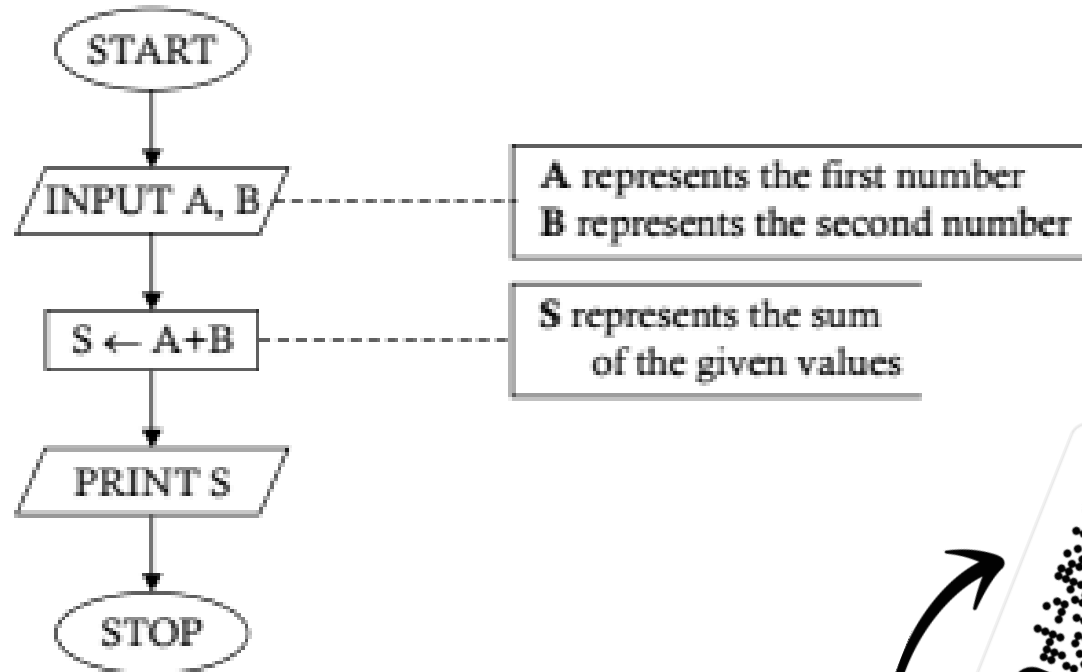 START
INPUT A, B
A represents the first number
B represents the second number
S ← A+B
S represents the sum
of the given values
PRINT S
STOP